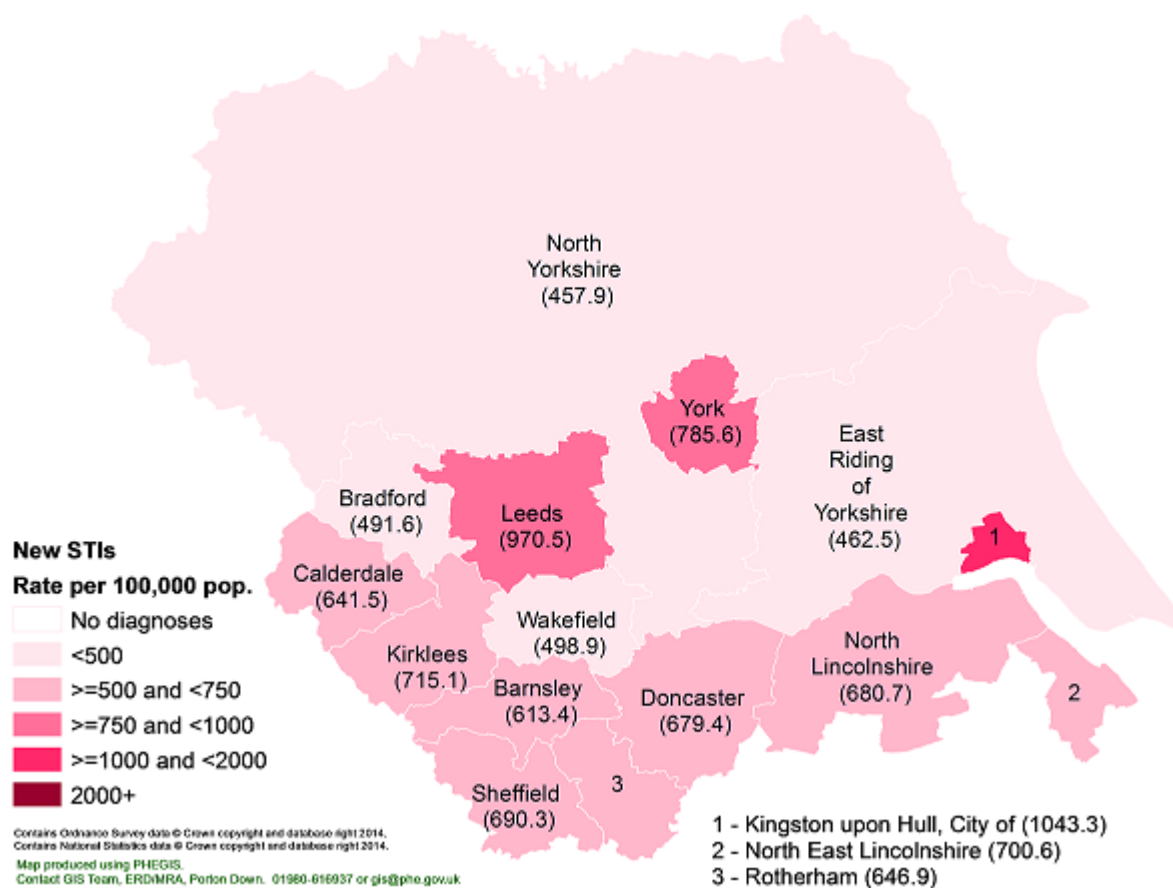 North
Yorkshire
(457.9)
York
(785.6)
East
Riding
of
Yorkshire
(462.5)
Bradford
(491.6)
Leeds
(970.5)
1
Calderdale
(641.5)
Wakefield
(498.9)
Kirklees
(715.1)
Barnsley
(613.4)
Doncaster
(679.4)
North
Lincolnshire
(680.7)
2
Sheffield
(690.3)
3
New STIs
Rate per 100,000 pop.
No diagnoses
<500
>=500 and <750
>=750 and <1000
>=1000 and <2000
2000+
Contains Ordnance Survey data © Crown copyright and database right 2014.
Contains National Statistics data © Crown copyright and database right 2014.
Map produced using PHEGIS.
Contact GIS Team, ERD/MRA, Porton Down. 01980-616937 or gis@phe.gov.uk
1 - Kingston upon Hull, City of (1043.3)
2 - North East Lincolnshire (700.6)
3 - Rotherham (646.9)